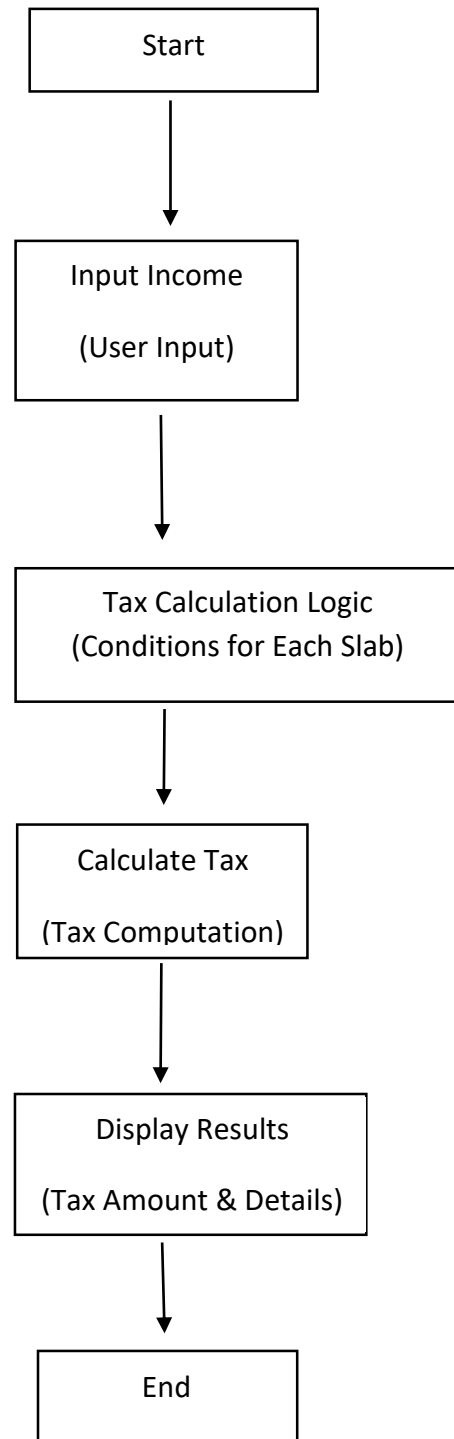 Start
Input Income
(User Input)
Tax Calculation Logic
(Conditions for Each Slab)
Calculate Tax
(Tax Computation)
Display Results
(Tax Amount & Details)
End